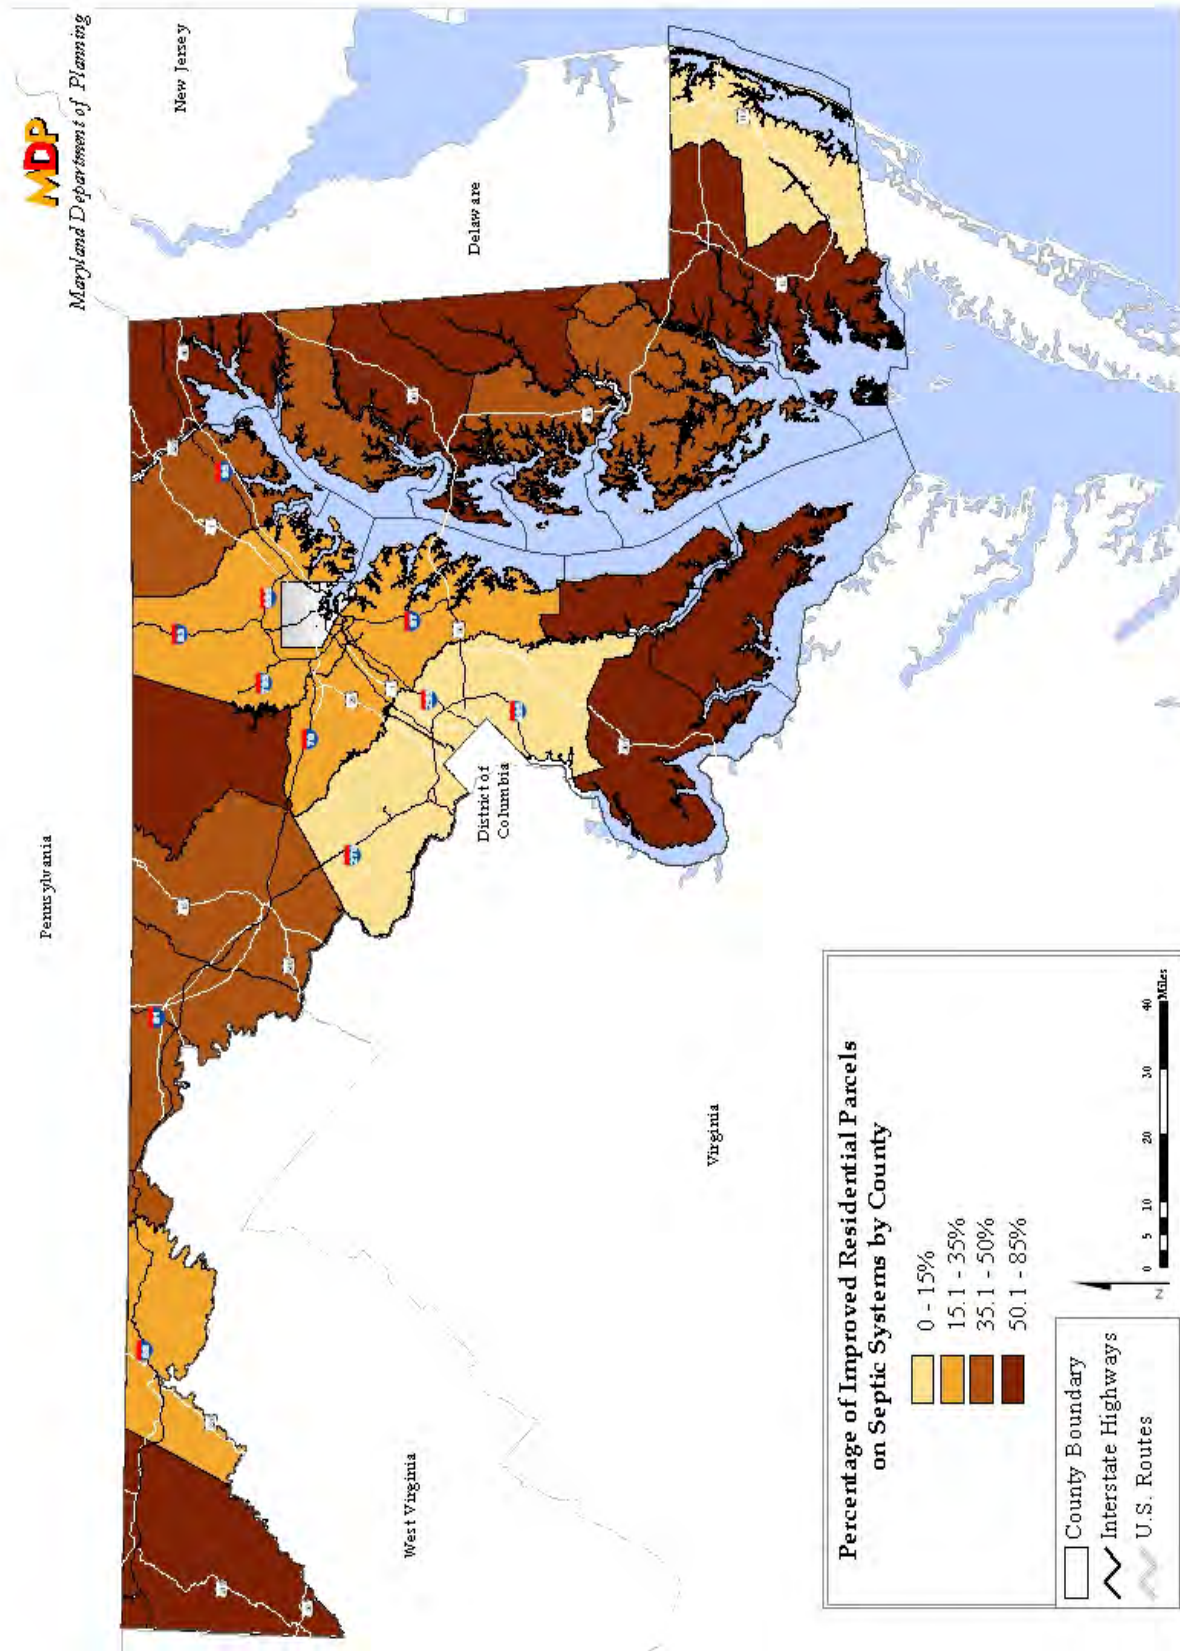 MDP
Maryland Department of Planning
New Jersey
Pennsylvania
Delaware
District of
Columbia
Virginia
West Virginia
Percentage of Improved Residential Parcels
on Septic Systems by County
0 - 15%
15.1 - 35%
35.1 - 50%
50.1 - 85%
County Boundary
Interstate Highways
U.S. Routes
N
0 5 10 20 30 40
Miles